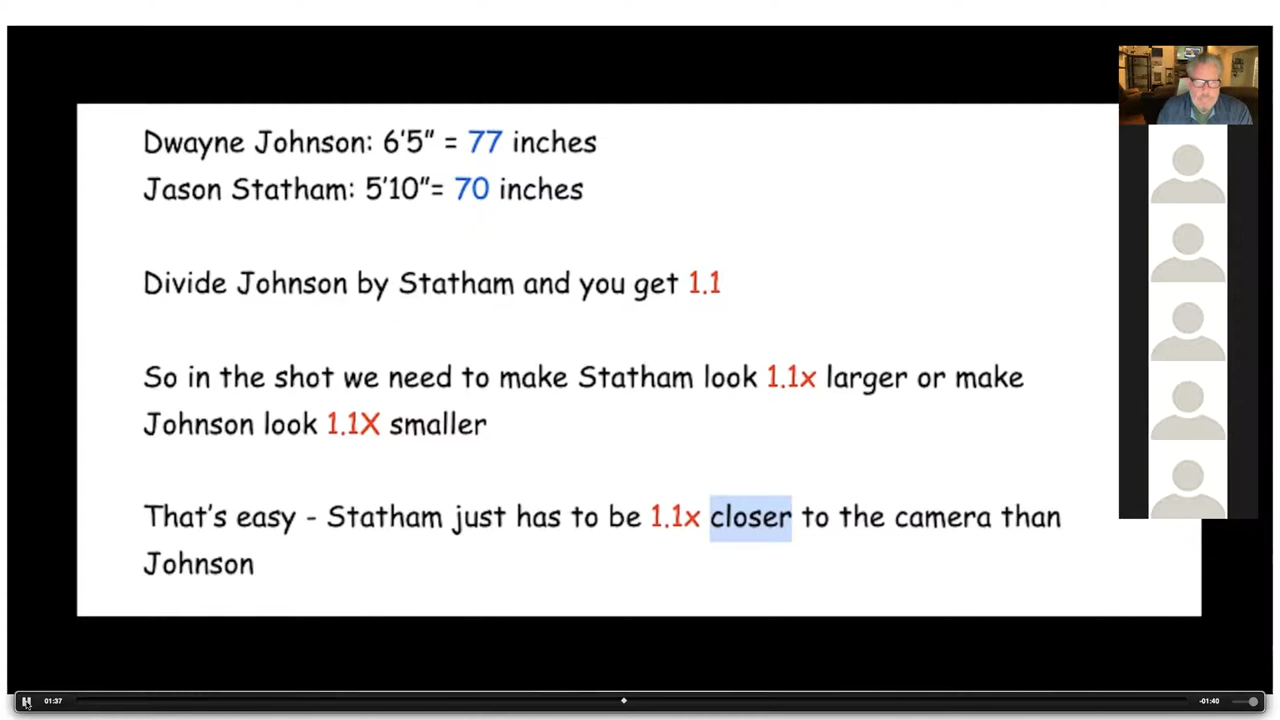 Dwayne Johnson: 6'5" = 77 inches
Jason Statham: 5'10"= 70 inches
Divide Johnson by Statham and you get 1.1
So in the shot we need to make Statham look 1.1x larger or make
Johnson look 1.1X smaller
That's easy - Statham just has to be 1.1x closer to the camera than
Johnson
01:37
-01:40